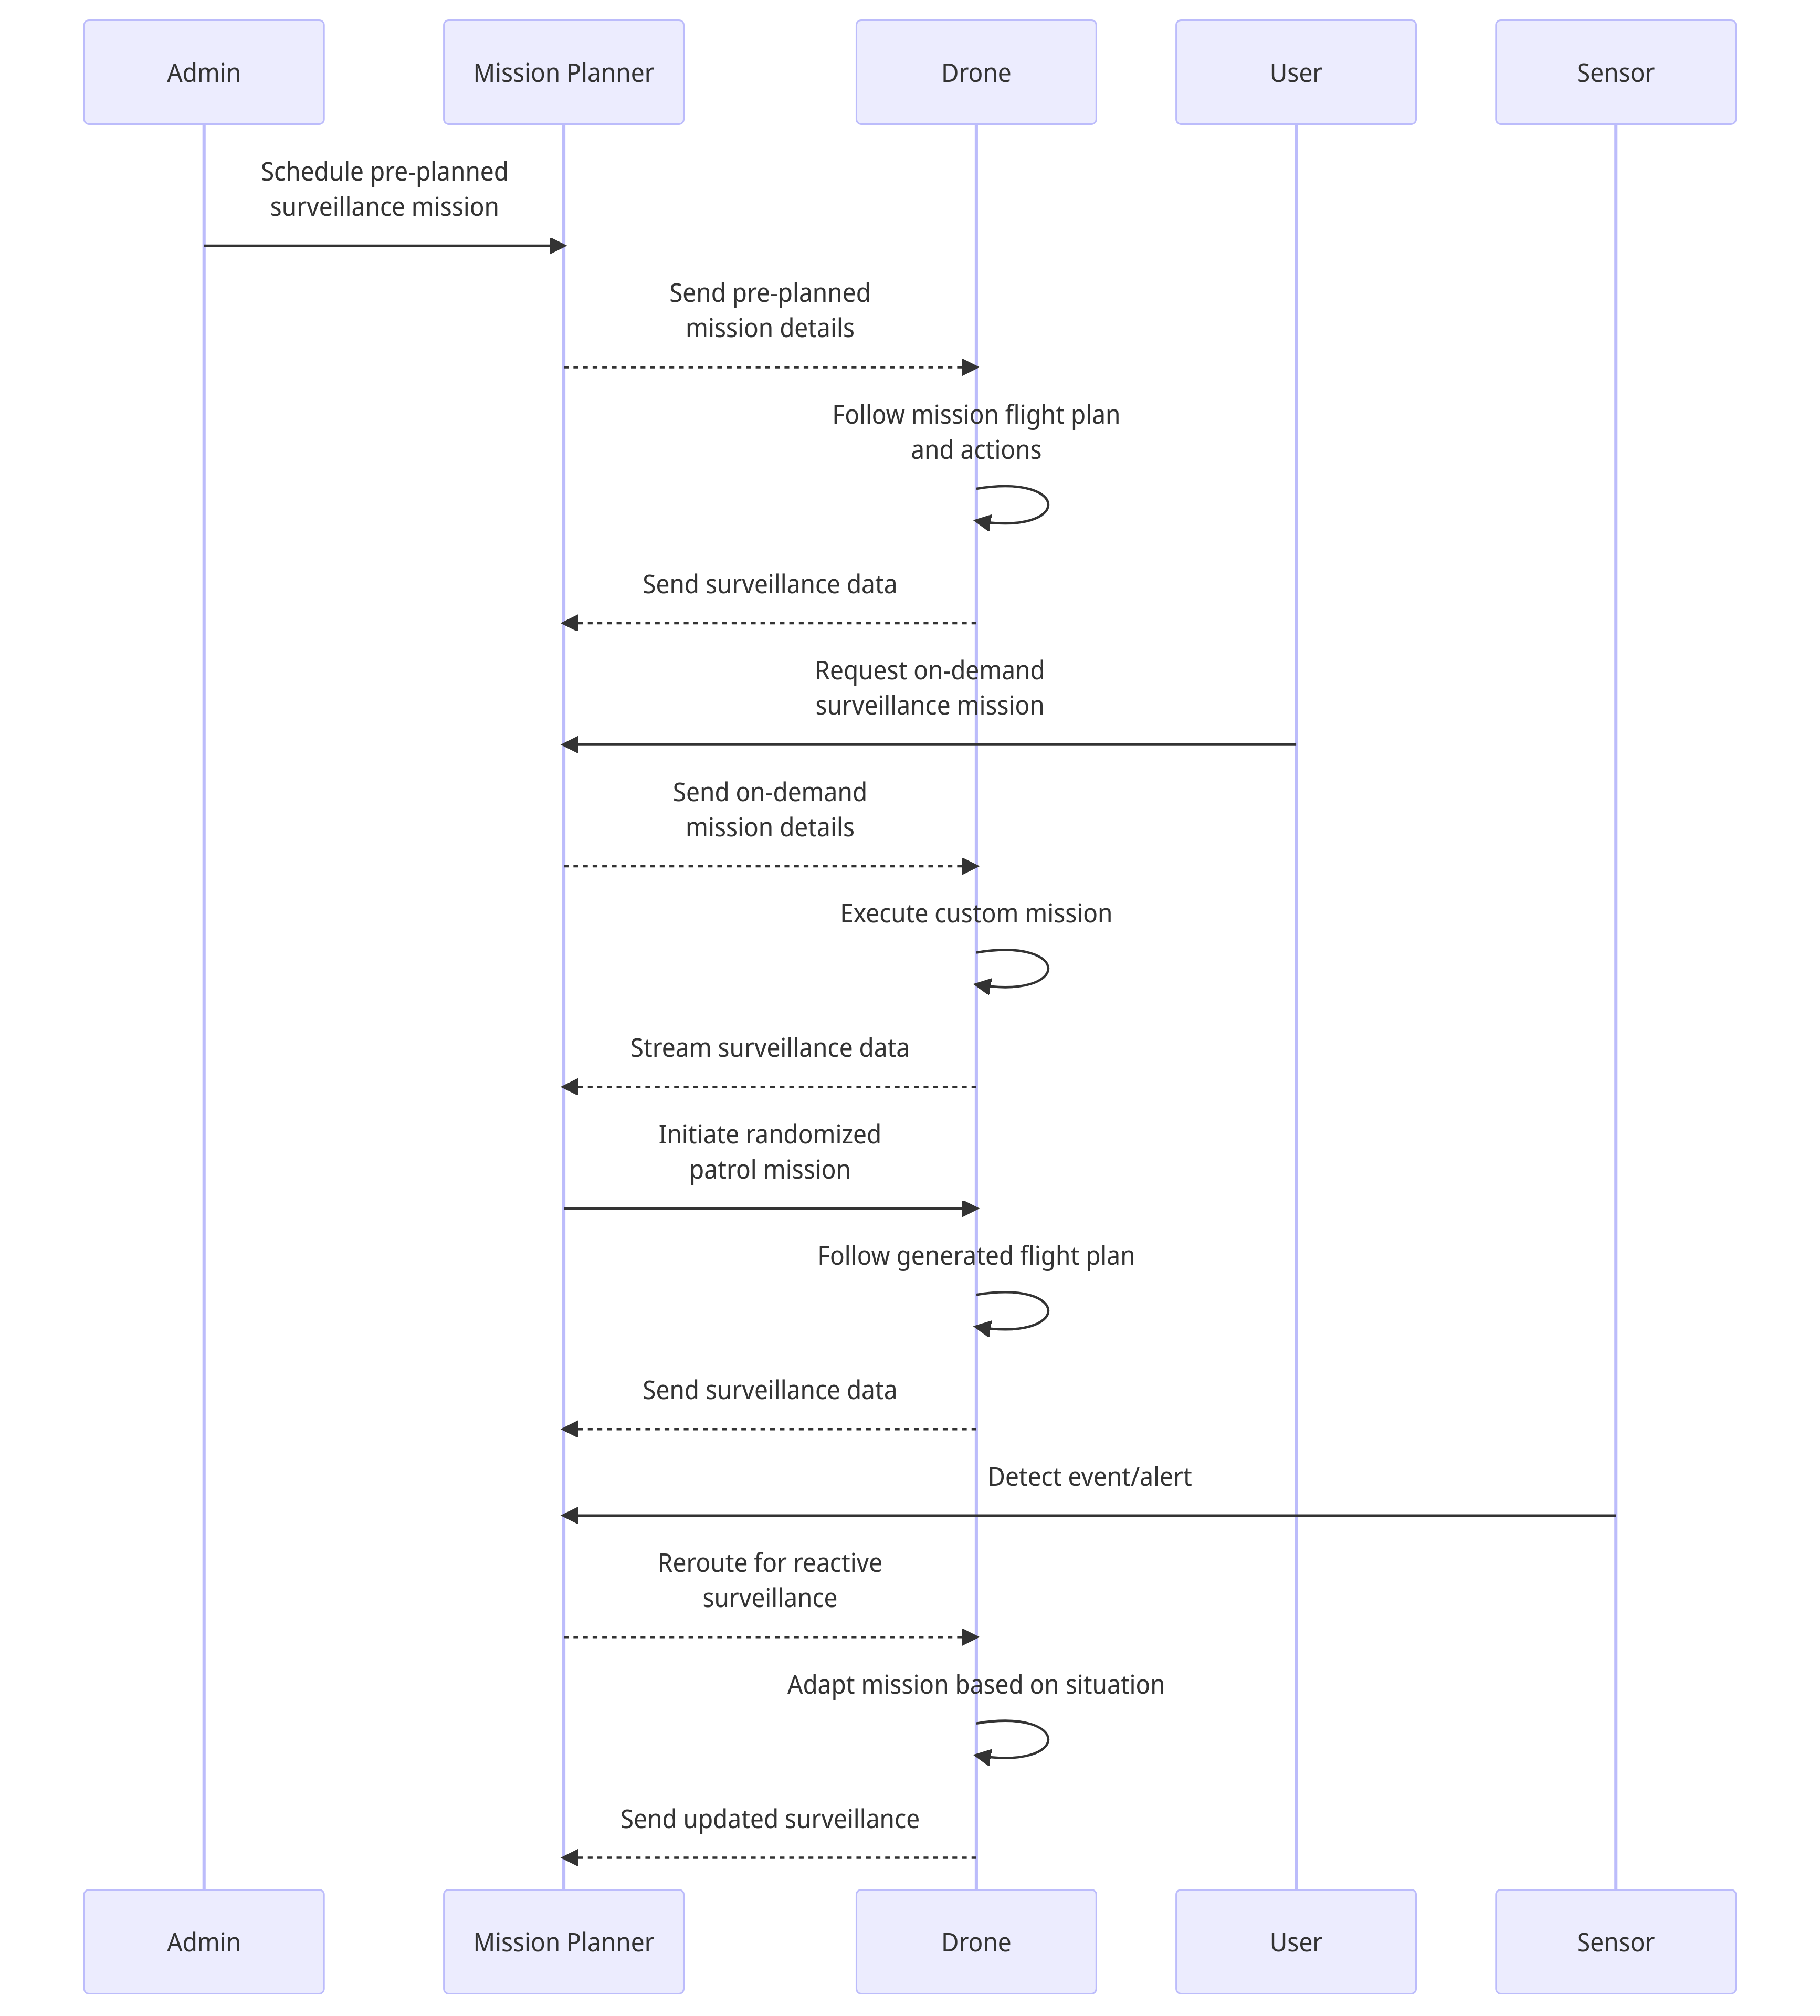 Admin
Mission Planner
Drone
User
Sensor
Schedule pre-planned
surveillance mission
Send pre-planned
mission details
Follow mission flight plan
and actions
Send surveillance data
Request on-demand
surveillance mission
Send on-demand
mission details
Execute custom mission
Stream surveillance data
Initiate randomized
patrol mission
Follow generated flight plan
Send surveillance data
Detect event/alert
Reroute for reactive
surveillance
Adapt mission based on situation
Send updated surveillance
Admin
Mission Planner
Drone
User
Sensor